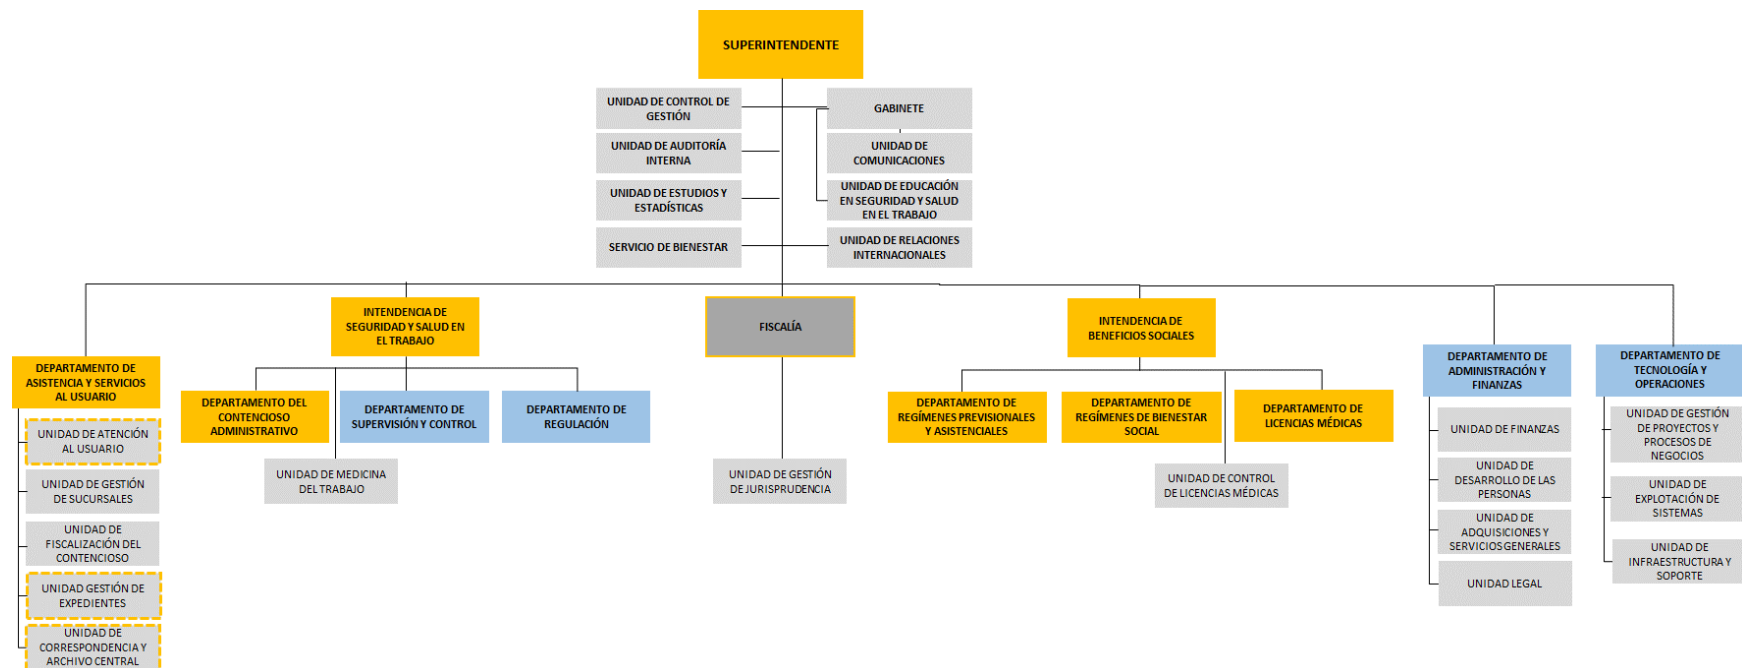 SUPERINTENDENTE
UNIDAD DE CONTROL DE
GESTIÓN
GABINETE
UNIDAD DE AUDITORÍA
INTERNA
UNIDAD DE
COMUNICACIONES
UNIDAD DE ESTUDIOS Y
ESTADÍSTICAS
UNIDAD DE EDUCACIÓN
EN SEGURIDAD Y SALUD
EN EL TRABAJO
SERVICIO DE BIENESTAR
UNIDAD DE RELACIONES
INTERNACIONALES
DEPARTAMENTO DE
ASISTENCIA Y SERVICIOS
AL USUARIO
UNIDAD DE ATENCIÓN
AL USUARIO
UNIDAD DE GESTIÓN
DE SUCURSALES
UNIDAD DE
FISCALIZACIÓN DEL
CONTENCIOSO
UNIDAD GESTIÓN DE
EXPEDIENTES
UNIDAD DE
CORRESPONDENCIA Y
ARCHIVO CENTRAL
INTENDENCIA DE
SEGURIDAD Y SALUD EN
EL TRABAJO
DEPARTAMENTO DEL
CONTENCIOSO
ADMINISTRATIVO
DEPARTAMENTO DE
SUPERVISIÓN Y CONTROL
DEPARTAMENTO DE
REGULACIÓN
UNIDAD DE MEDICINA
DEL TRABAJO
FISCALÍA
UNIDAD DE GESTIÓN
DE JURISPRUDENCIA
INTENDENCIA DE
BENEFICIOS SOCIALES
DEPARTAMENTO DE
REGÍMENES PREVISIONALES
Y ASISTENCIALES
DEPARTAMENTO DE
REGÍMENES DE BIENESTAR
SOCIAL
DEPARTAMENTO DE
LICENCIAS MÉDICAS
UNIDAD DE CONTROL
DE LICENCIAS MÉDICAS
DEPARTAMENTO DE
ADMINISTRACIÓN Y
FINANZAS
UNIDAD DE FINANZAS
UNIDAD DE
DESARROLLO DE LAS
PERSONAS
UNIDAD DE
ADQUISICIONES Y
SERVICIOS GENERALES
UNIDAD LEGAL
DEPARTAMENTO DE
TECNOLOGÍA Y
OPERACIONES
UNIDAD DE GESTIÓN
DE PROYECTOS Y
PROCESOS DE
NEGOCIOS
UNIDAD DE
EXPLOTACIÓN DE
SISTEMAS
UNIDAD DE
INFRAESTRUCTURA Y
SOPORTE